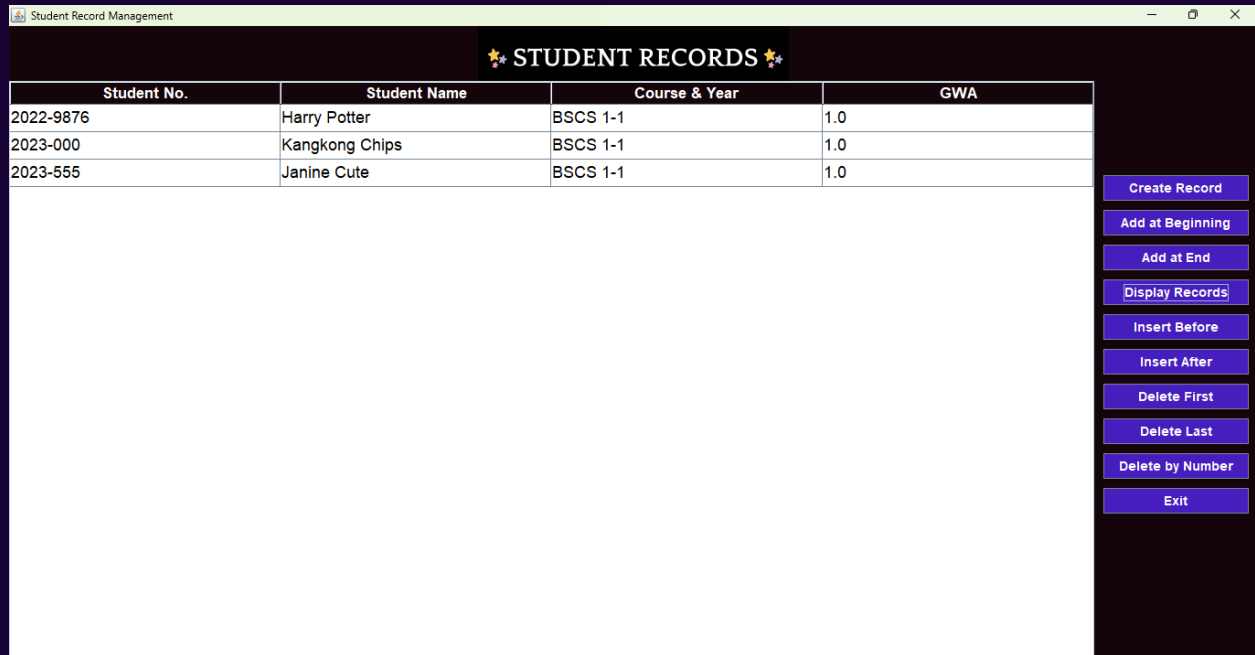 Student Record Management
STUDENT RECORDS
Student No. Student Name Course & Year GWA
2022-9876 Harry Potter BSCS 1-1 1.0
2023-000 Kangkong Chips BSCS 1-1 1.0
2023-555 Janine Cute BSCS 1-1 1.0
Create Record
Add at Beginning
Add at End
Display Records
Insert Before
Insert After
Delete First
Delete Last
Delete by Number
Exit